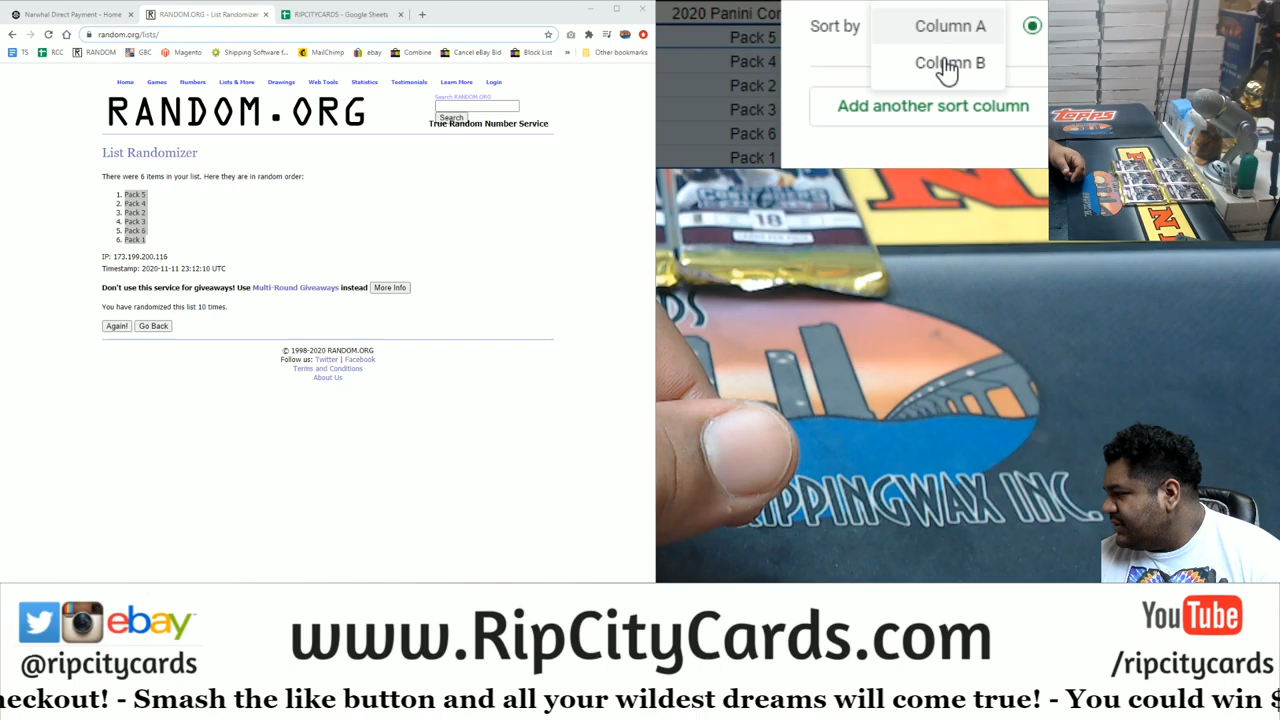 Narwhal Direct Payment - Home
RANDOM.ORG - List Randomizer
RIPCITYCARDS - Google Sheets
random.org/lists/
TS
RCC
RANDOM
GBC
Magento
Shipping Software fo
MailChimp
ebay
Combine
Cancel eBay Bid
Block List
»
Other bookmarks
Home Games Numbers Lists & More Drawings Web Tools Statistics Testimonials Learn More Login
Search RANDOM.ORG
RANDOM.ORG
Search
True Random Number Service
List Randomizer
There were 6 items in your list. Here they are in random order:
1. Pack 5
2. Pack 4
3. Pack 2
4. Pack 3
5. Pack 6
6. Pack 1
IP: 173.199.200.116
Timestamp: 2020-11-11 23:12:10 UTC
Don't use this service for giveaways! Use Multi-Round Giveaways instead More Info
You have randomized this list 10 times.
Again! Go Back
© 1998-2020 RANDOM.ORG
Follow us: Twitter | Facebook
Terms and Conditions
About Us
2020 Panini Con
Pack 5
Pack 4
Pack 2
Pack 3
Pack 6
Pack 1
Sort by
Column A
Column B
Add another sort column
TOPPS
18
RIPPINGWAX INC.
ebay
@ripcitycards
www.RipCityCards.com
YouTube
/ripcitycards
heckout! - Smash the like button and all your wildest dreams will come true! - You could win $